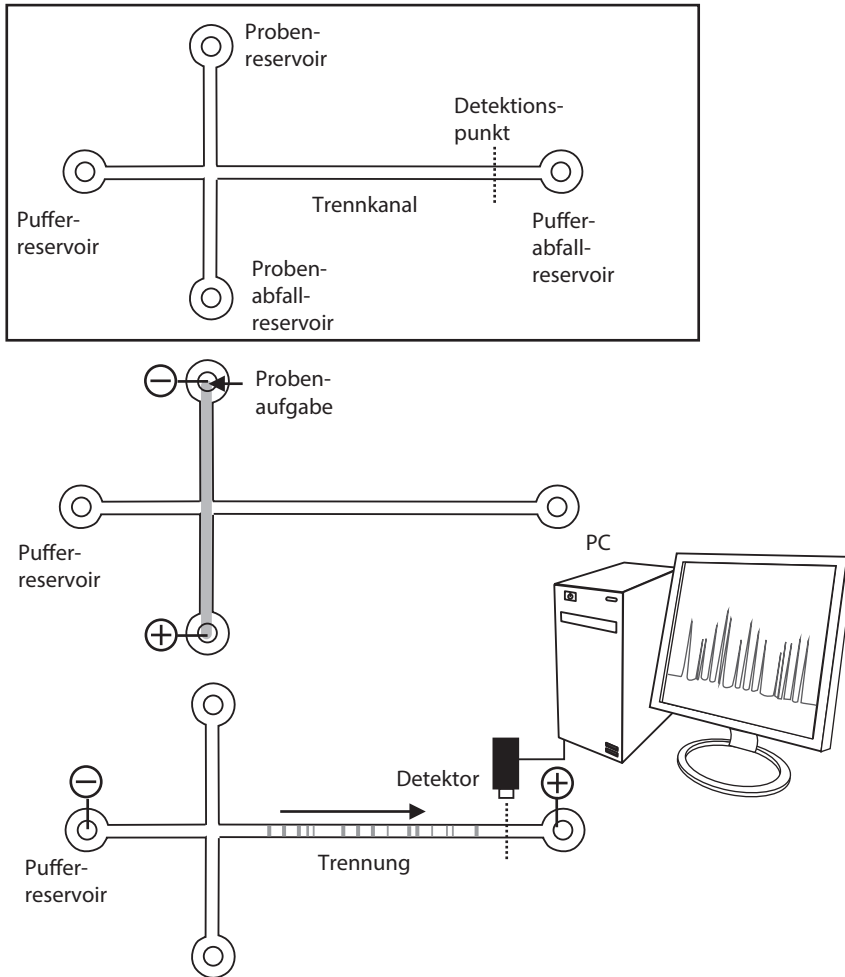 Proben-
reservoir
Detektions-
punkt
Trennkanal
Puffer-
reservoir
Puffer-
abfall-
reservoir
Proben-
abfall-
reservoir
−
Proben-
aufgabe
Puffer-
reservoir
PC
+
−
Detektor
+
Trennung
Puffer-
reservoir